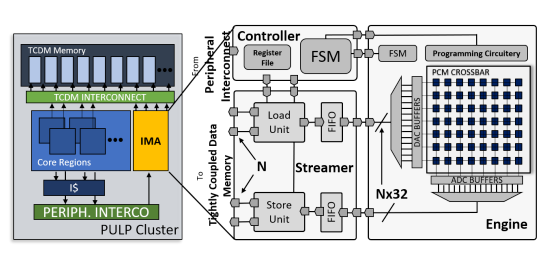 TCDM Memory
TCDM INTERCONNECT
Core Regions
IMA
I$
PERIPH. INTERCO
PULP Cluster
From
Peripheral
Interconnect
To
Tightly Coupled Data
Memory
Controller
Register
File
FSM
Load
Unit
FIFO
N
Streamer
Store
Unit
FIFO
FSM
Programming Circuitery
PCM CROSSBAR
DAC BUFFERS
ADC BUFFERS
Nx32
Engine